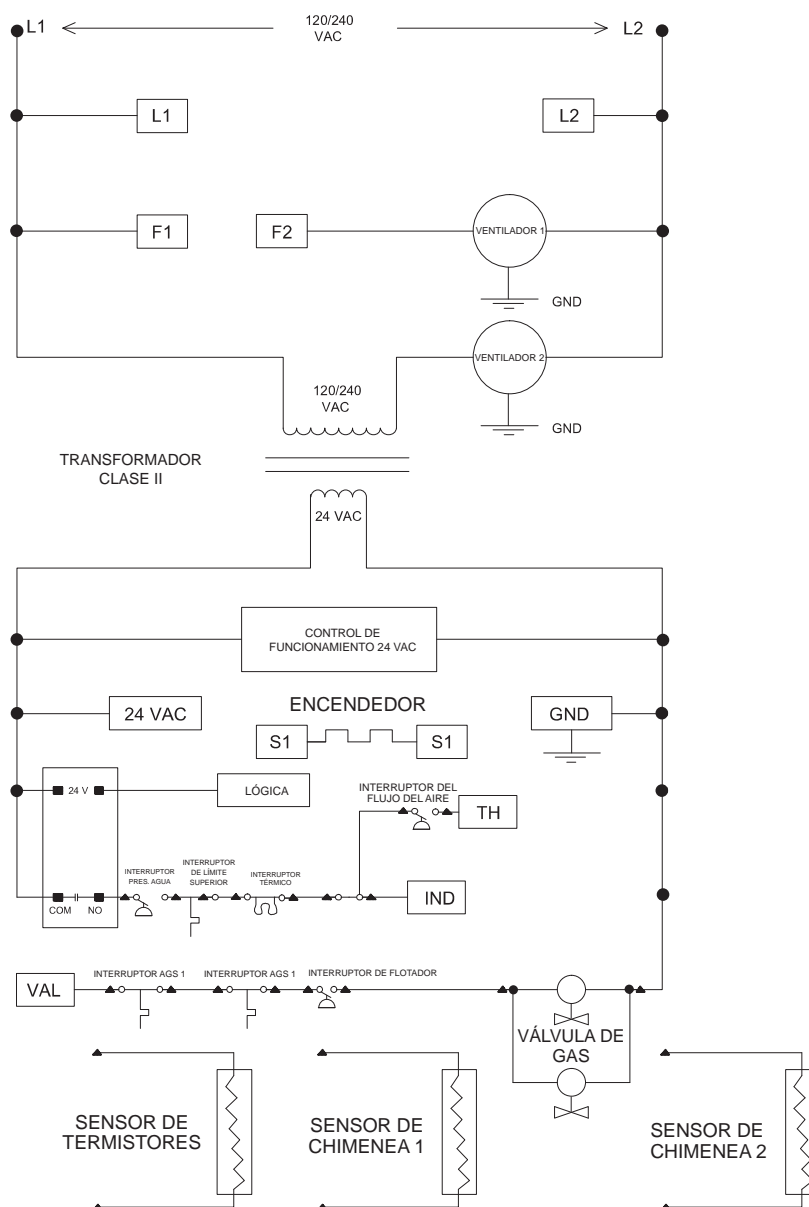 L1
120/240
VAC
L2
L1
L2
F1
F2
VENTILADOR 1
GND
VENTILADOR 2
120/240
VAC
GND
TRANSFORMADOR
CLASE II
24 VAC
CONTROL DE
FUNCIONAMIENTO 24 VAC
ENCENDEDOR
24 VAC
GND
S1
S1
24 V
LÓGICA
INTERRUPTOR DEL
FLUJO DEL AIRE
TH
INTERRUPTOR
PRES. AGUA
INTERRUPTOR
DE LÍMITE
SUPERIOR
INTERRUPTOR
TÉRMICO
COM
NO
IND
VAL
INTERRUPTOR AGS 1
INTERRUPTOR AGS 1
INTERRUPTOR DE FLOTADOR
VÁLVULA DE
GAS
SENSOR DE
TERMISTORES
SENSOR DE
CHIMENEA 1
SENSOR DE
CHIMENEA 2